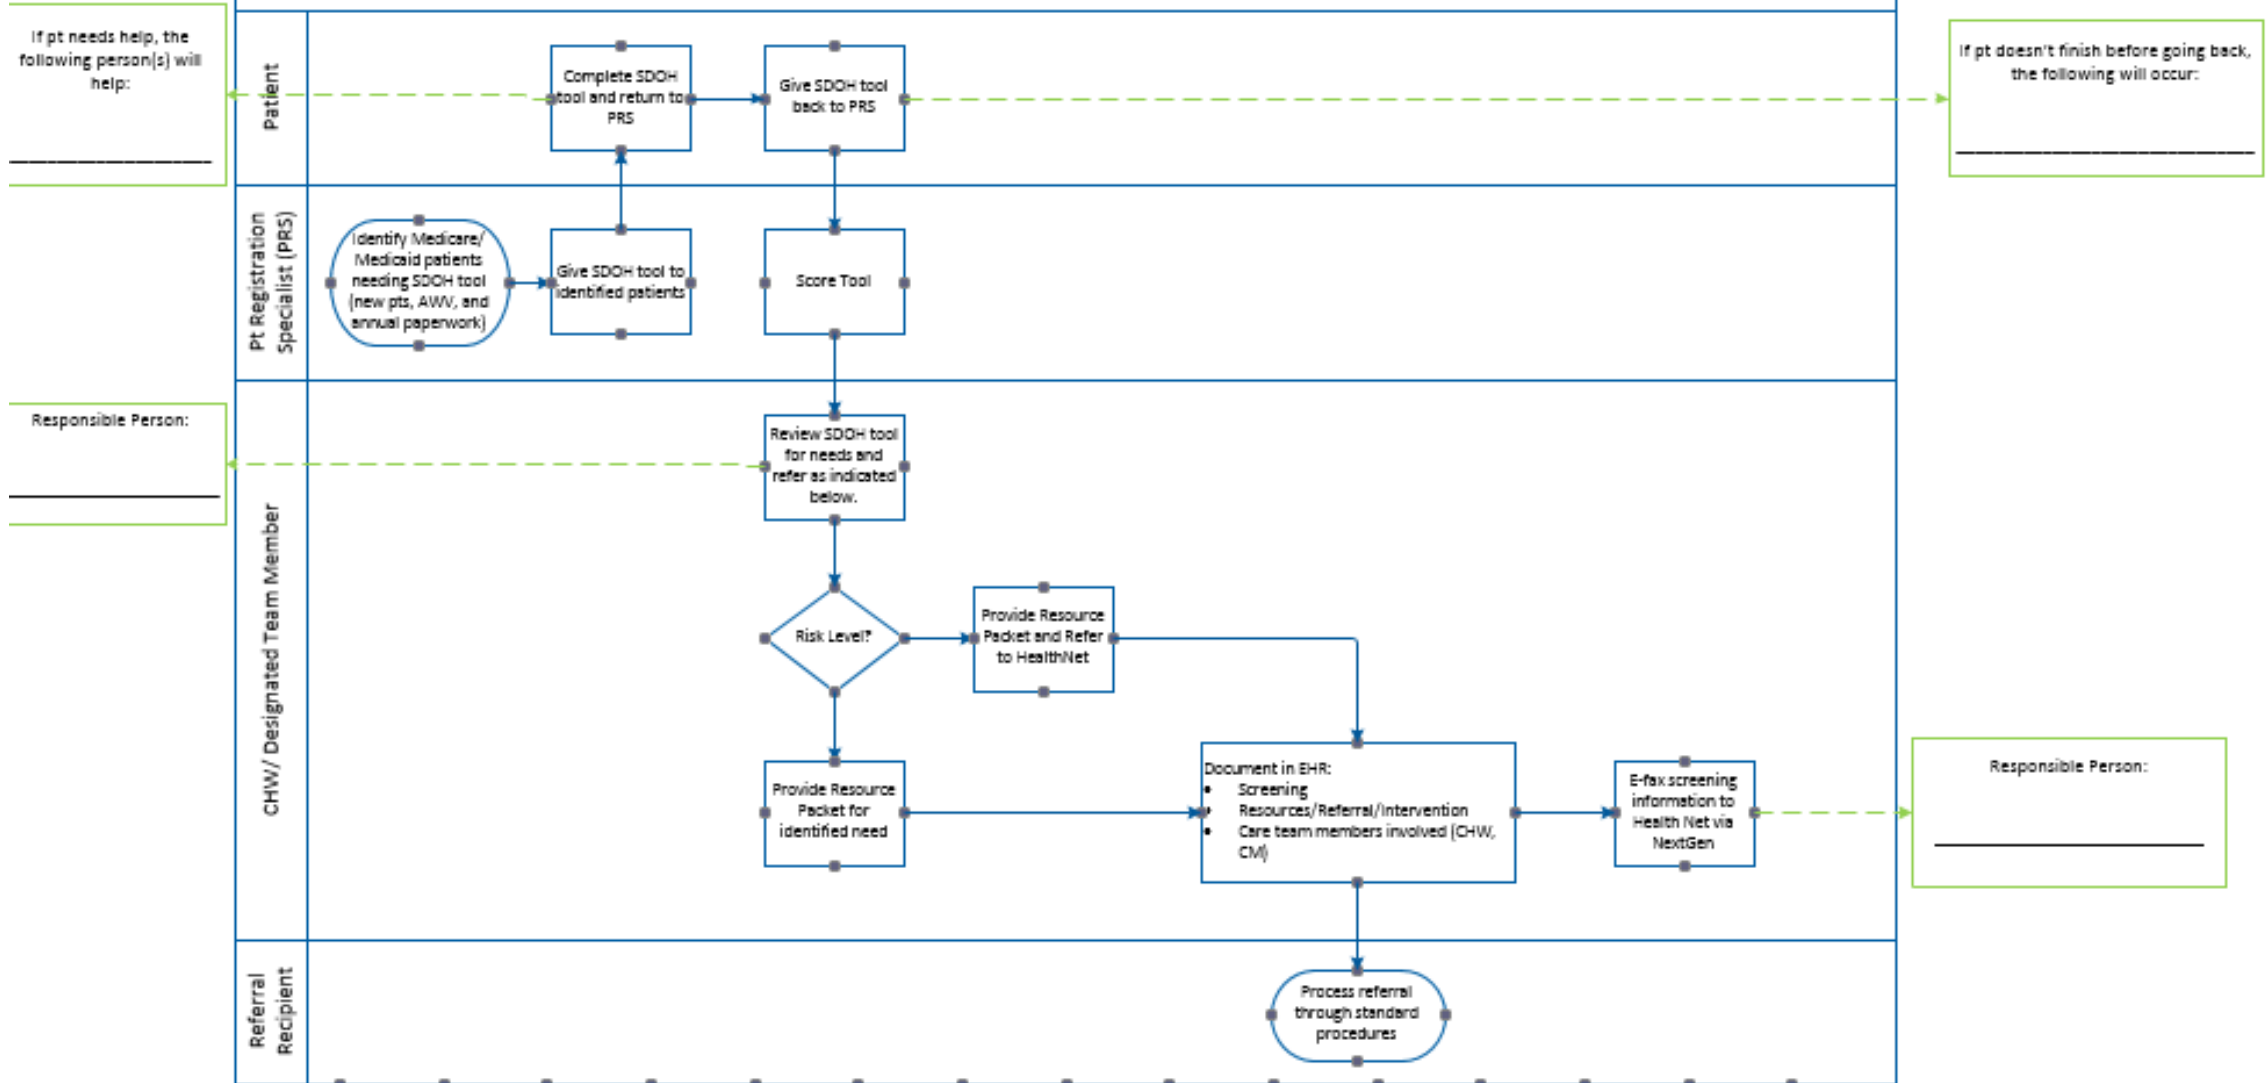 If pt needs help, the
following person(s) will
help:
Patient
Complete SDOH
tool and return to
PRS
Give SDOH tool
back to PRS
If pt doesn't finish before going back,
the following will occur:
Pt Registration
Specialist (PRS)
Identify Medicare/
Medicaid patients
needing SDOH tool
(new pts, AWV, and
annual paperwork)
Give SDOH tool to
identified patients
Score Tool
Responsible Person:
CHW/ Designated Team Member
Review SDOH tool
for needs and
refer as indicated
below.
Risk Level?
Provide Resource
Packet and Refer
to HealthNet
Provide Resource
Packet for
identified need
Document in EHR:
• Screening
• Resources/Referral/Intervention
• Care team members involved (CHW,
CM)
E-fax screening
information to
Health Net via
NextGen
Responsible Person:
Referral
Recipient
Process referral
through standard
procedures